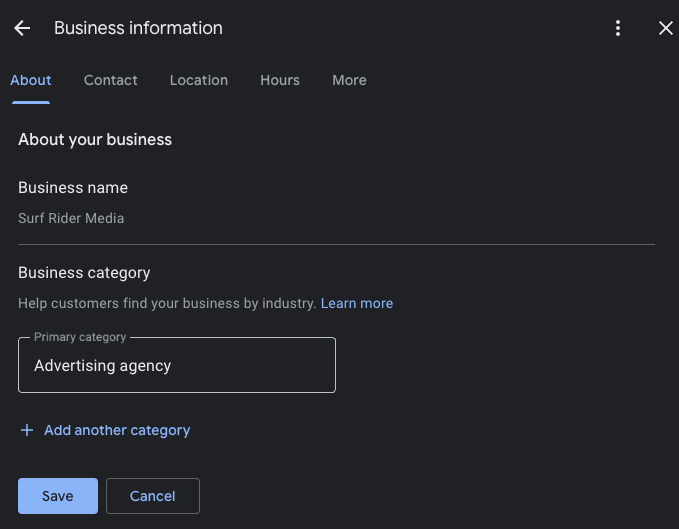 Business information
About Contact Location Hours More
About your business
Business name
Surf Rider Media
Business category
Help customers find your business by industry. Learn more
Primary category
Advertising agency
+ Add another category
Save Cancel